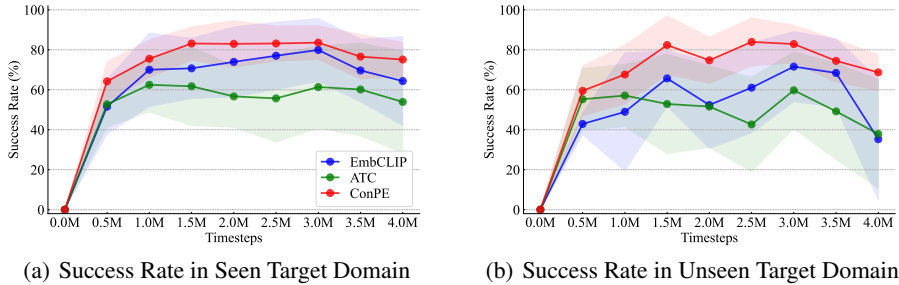 100
80
60
40
20
0
Success Rate (%)
0.0M 0.5M 1.0M 1.5M 2.0M 2.5M 3.0M 3.5M 4.0M
Timesteps
EmbCLIP
ATC
ConPE
(a) Success Rate in Seen Target Domain
100
80
60
40
20
0
Success Rate (%)
0.0M 0.5M 1.0M 1.5M 2.0M 2.5M 3.0M 3.5M 4.0M
Timesteps
(b) Success Rate in Unseen Target Domain